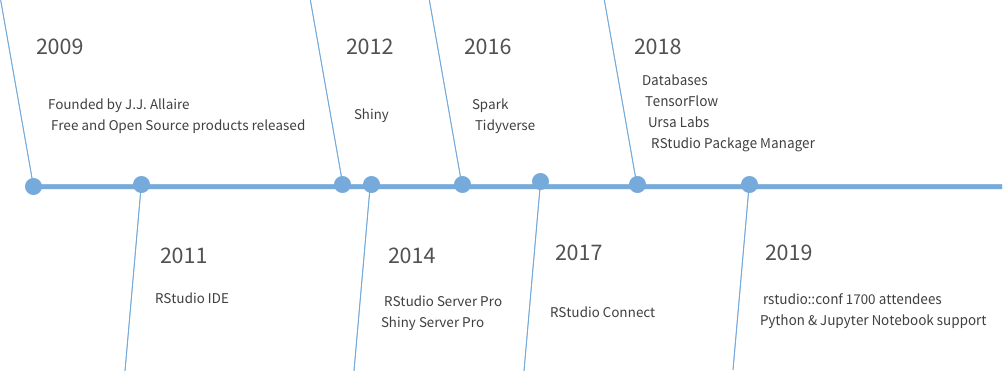 2009
Founded by J.J. Allaire
Free and Open Source products released
2011
RStudio IDE
2012
Shiny
2014
RStudio Server Pro
Shiny Server Pro
2016
Spark
Tidyverse
2017
RStudio Connect
2018
Databases
TensorFlow
Ursa Labs
RStudio Package Manager
2019
rstudio::conf 1700 attendees
Python & Jupyter Notebook support